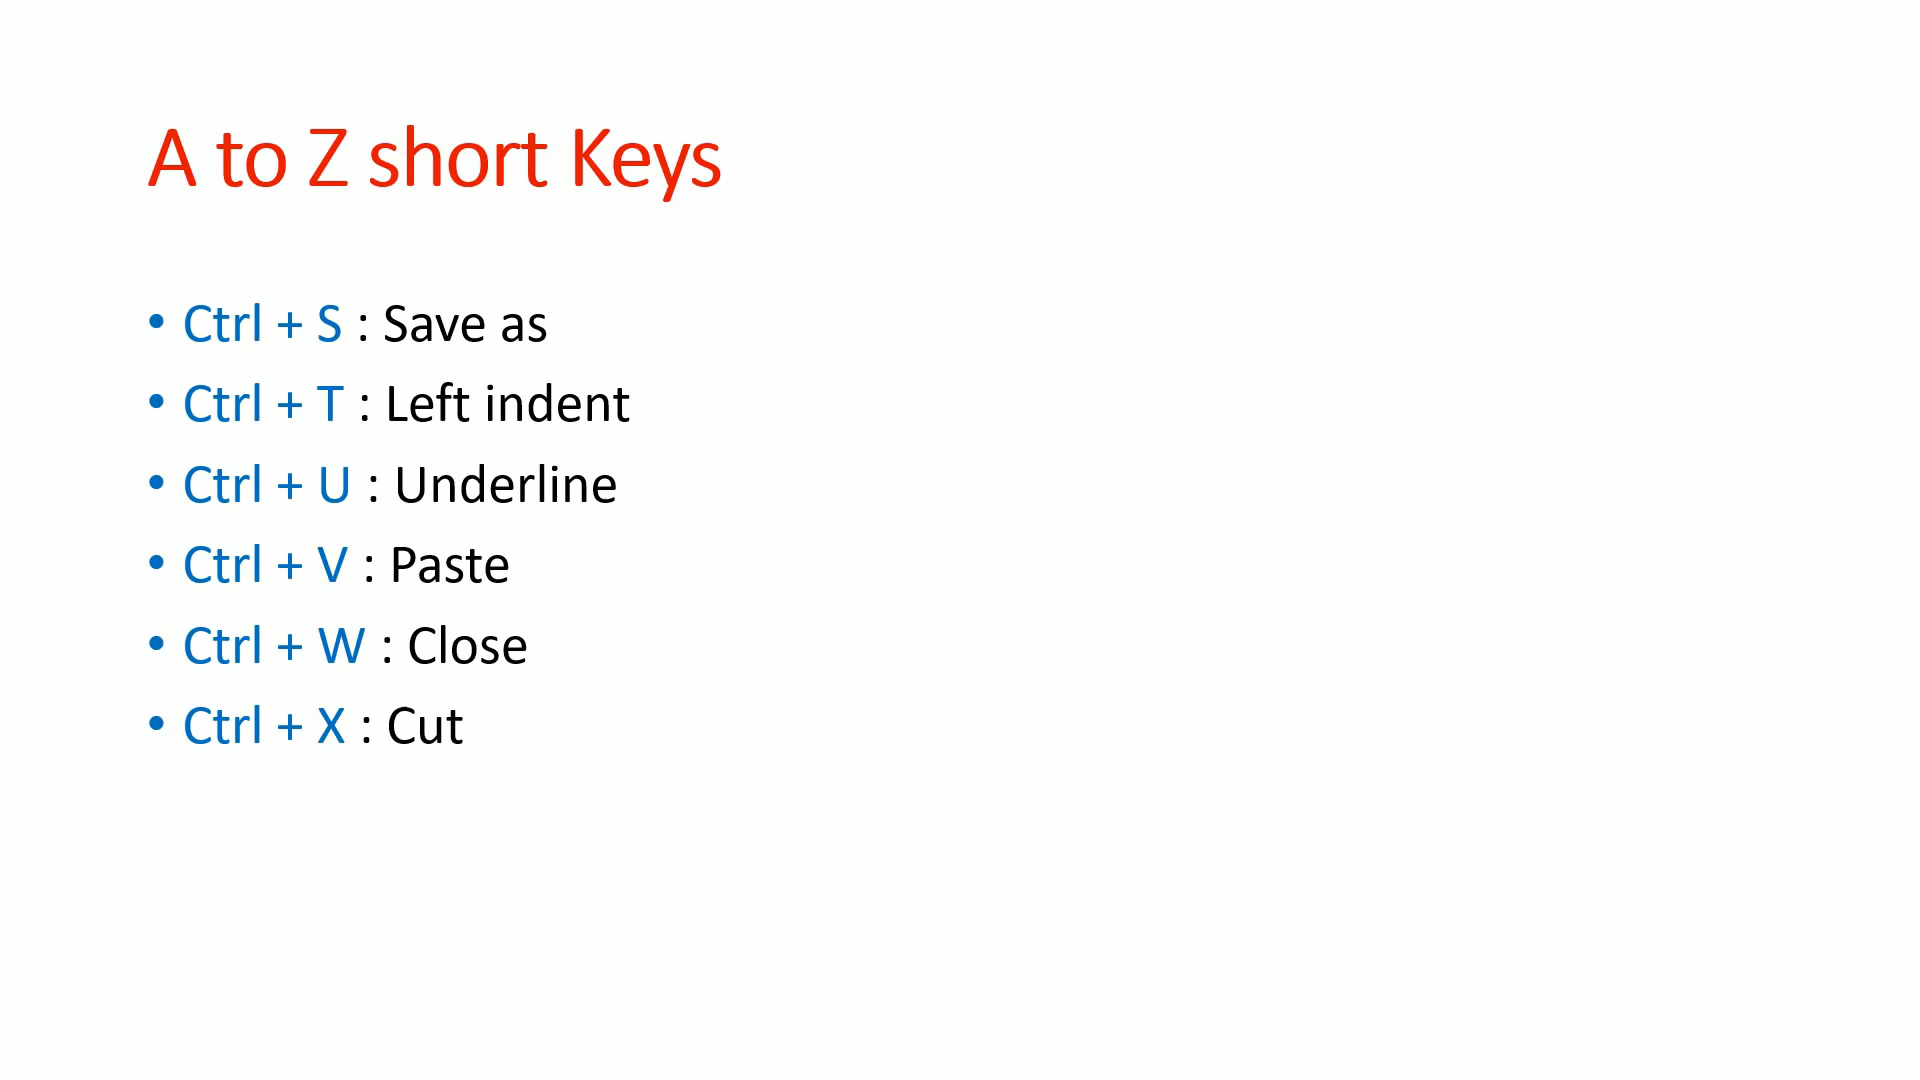 A to Z short Keys
• Ctrl + S : Save as
• Ctrl + T : Left indent
• Ctrl + U : Underline
• Ctrl + V : Paste
• Ctrl + W : Close
• Ctrl + X : Cut